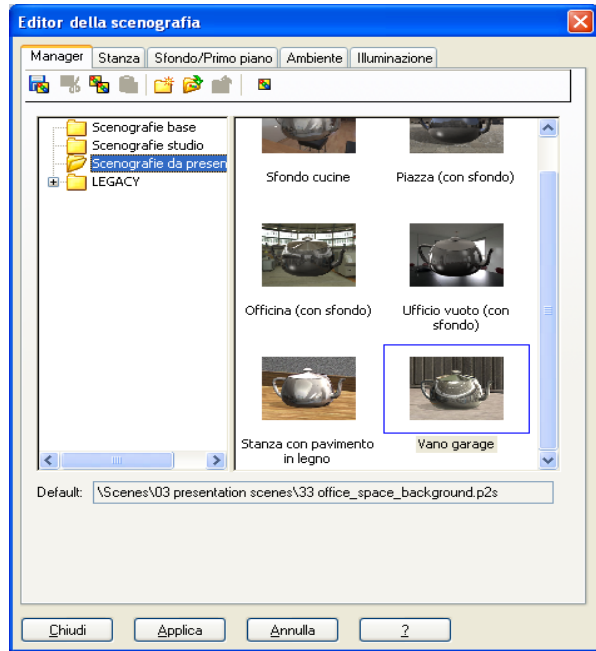 Editor della scenografia
Manager Stanza Sfondo/Primo piano Ambiente Illuminazione
Scenografie base
Scenografie studio
Scenografie da presen
LEGACY
Sfondo cucine Piazza (con sfondo)
Officina (con sfondo) Ufficio vuoto (con
sfondo)
Stanza con pavimento
in legno
Vano garage
Default: \Scenes\03 presentation scenes\33 office_space_background.p2s
Chiudi Applica Annulla ?